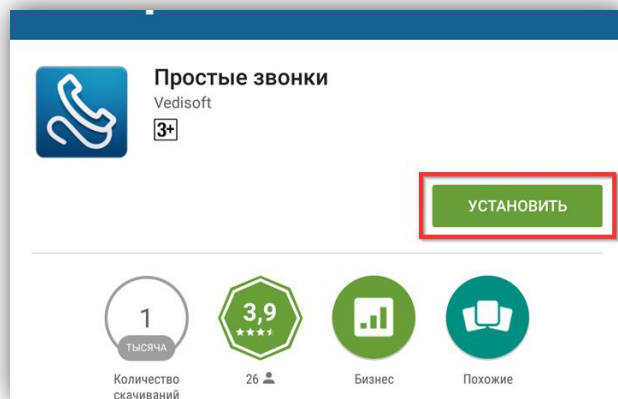 Простые звонки
Vedisoft
3+
УСТАНОВИТЬ
1
ТЫСЯЧА
3,9
Количество
скачиваний
26
Бизнес
Похожие